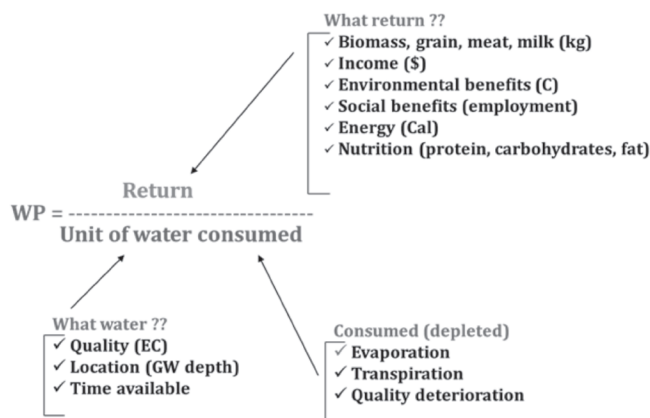 What return ??
✓ Biomass, grain, meat, milk (kg)
✓ Income ($)
✓ Environmental benefits (C)
✓ Social benefits (employment)
✓ Energy (Cal)
✓ Nutrition (protein, carbohydrates, fat)
Return
WP = ------------------------------
Unit of water consumed
What water ??
✓ Quality (EC)
✓ Location (GW depth)
✓ Time available
Consumed (depleted)
✓ Evaporation
✓ Transpiration
✓ Quality deterioration